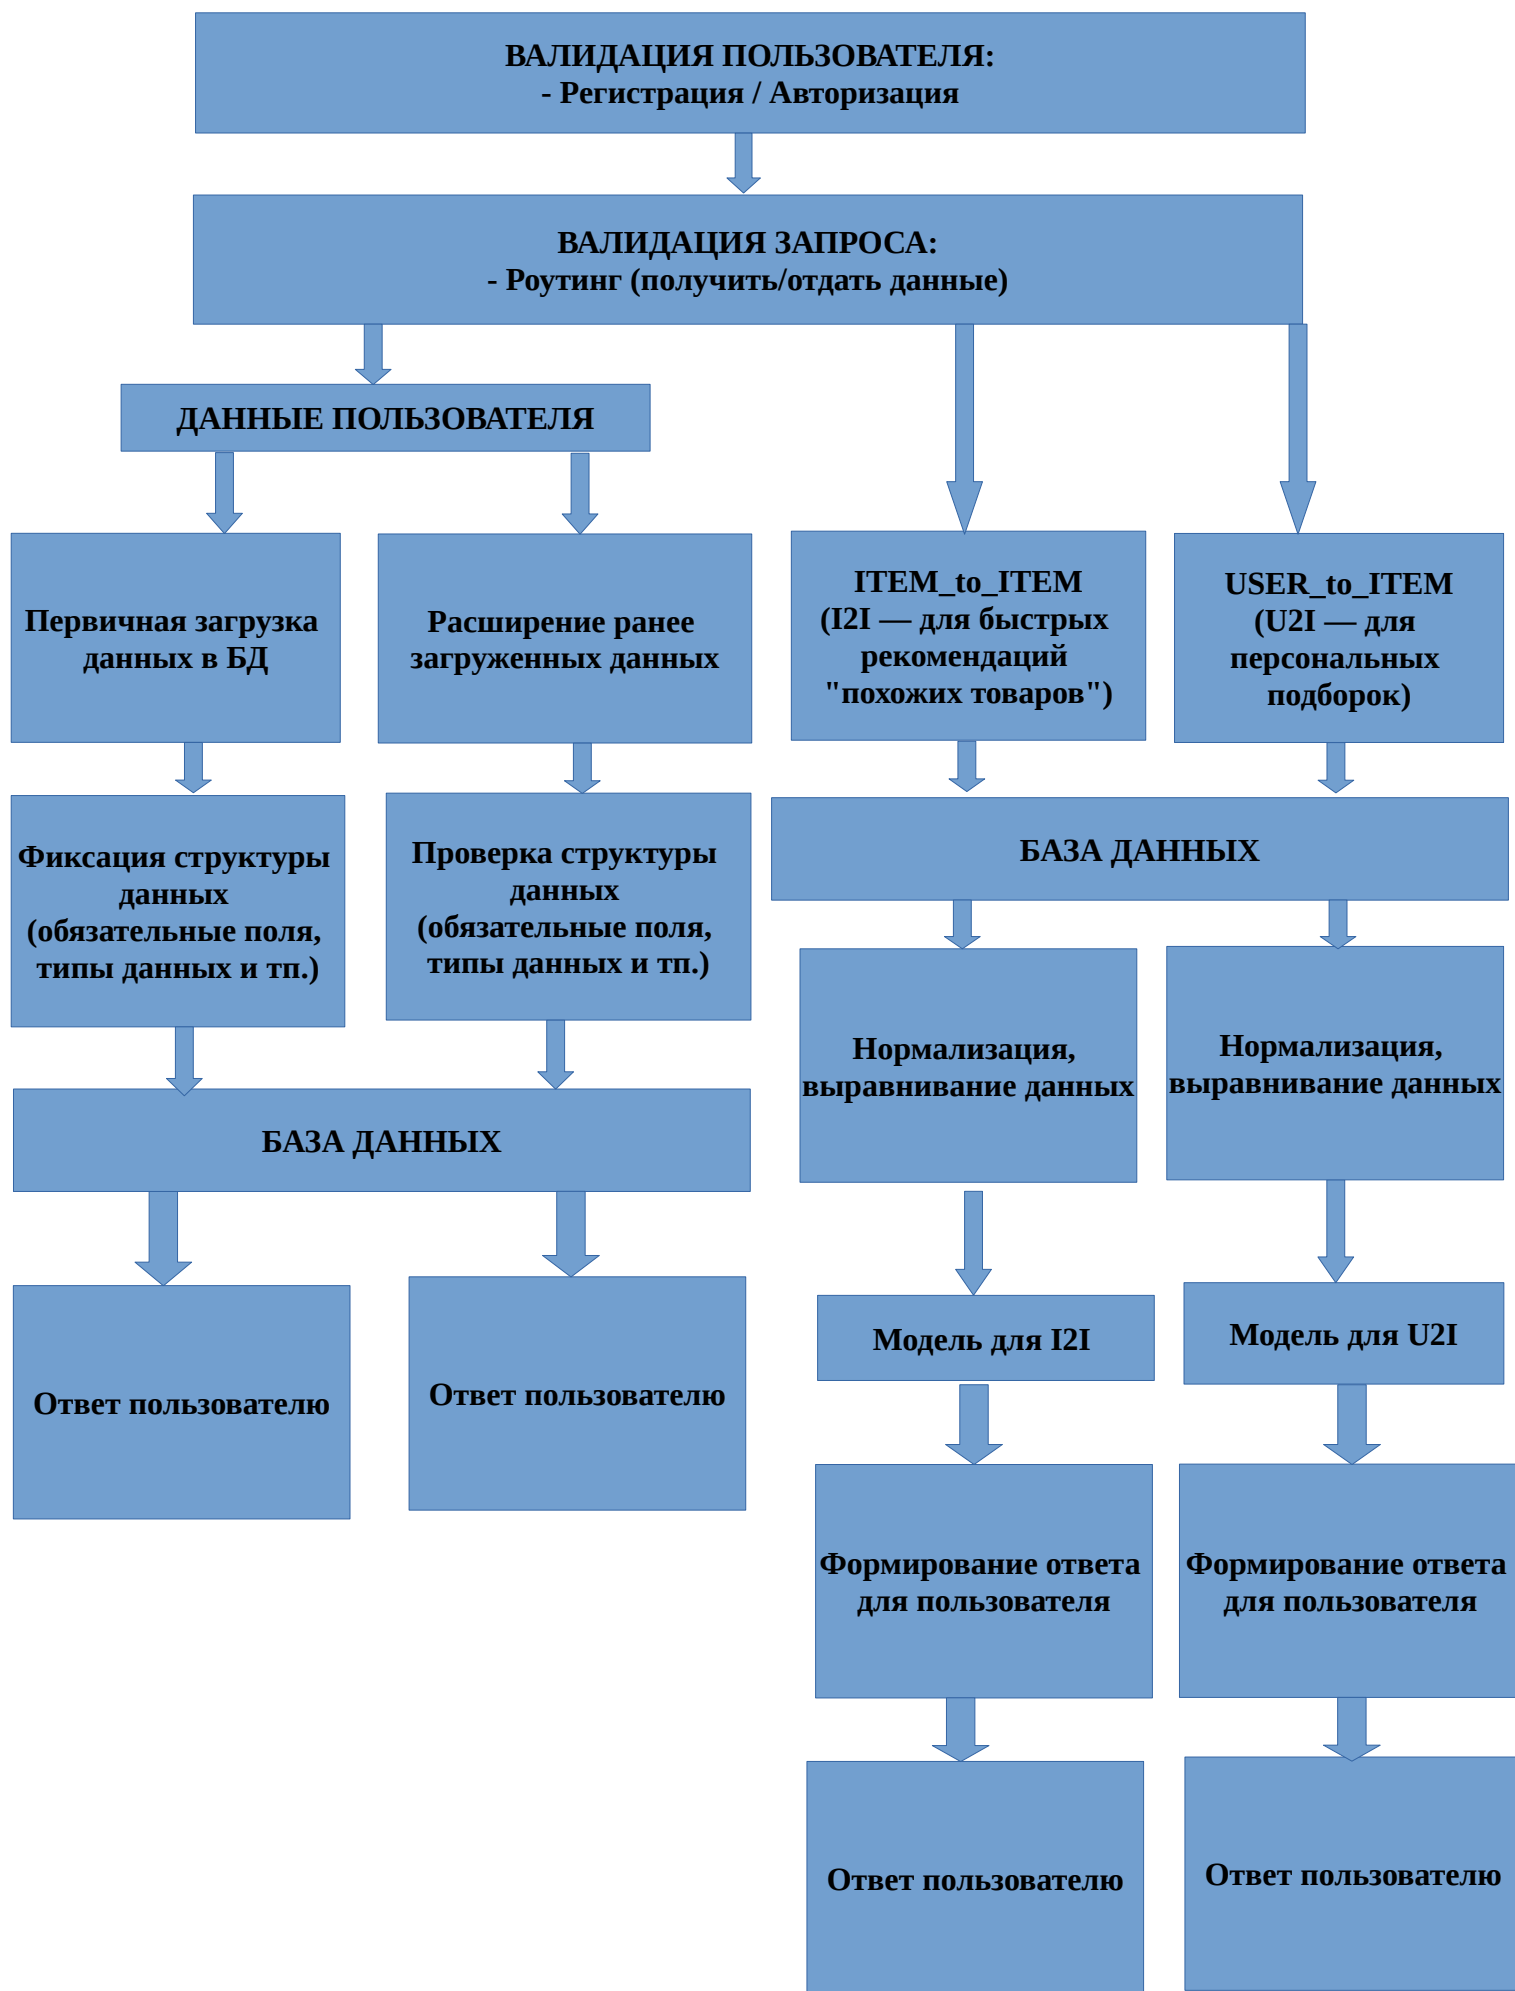 ВАЛИДАЦИЯ ПОЛЬЗОВАТЕЛЯ:
- Регистрация / Авторизация
ВАЛИДАЦИЯ ЗАПРОСА:
- Роутинг (получить/отдать данные)
ДАННЫЕ ПОЛЬЗОВАТЕЛЯ
Первичная загрузка
данных в БД
Расширение ранее
загруженных данных
ITEM_to_ITEM
(I2I — для быстрых
рекомендаций
"похожих товаров")
USER_to_ITEM
(U2I — для
персональных
подборок)
Фиксация структуры
данных
(обязательные поля,
типы данных и тп.)
Проверка структуры
данных
(обязательные поля,
типы данных и тп.)
БАЗА ДАННЫХ
Нормализация,
выравнивание данных
Нормализация,
выравнивание данных
БАЗА ДАННЫХ
Модель для I2I
Модель для U2I
Ответ пользователю
Ответ пользователю
Формирование ответа
для пользователя
Формирование ответа
для пользователя
Ответ пользователю
Ответ пользователю